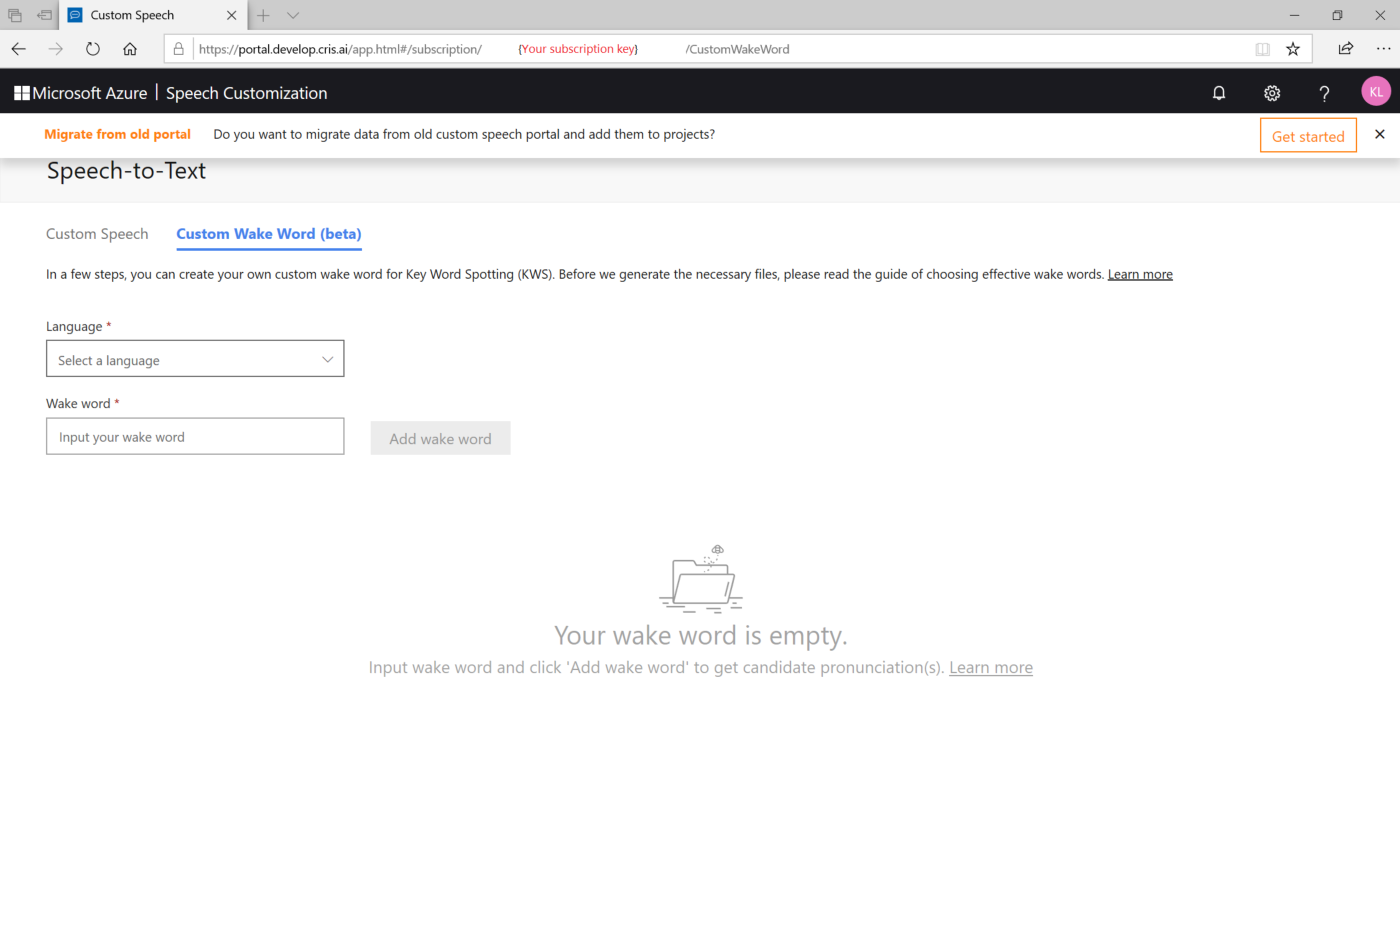 Custom Speech
https://portal.develop.cris.ai/app.html#/subscription/ {Your subscription key} /CustomWakeWord
Microsoft Azure | Speech Customization
KL
Migrate from old portal Do you want to migrate data from old custom speech portal and add them to projects? Get started
Speech-to-Text
Custom Speech Custom Wake Word (beta)
In a few steps, you can create your own custom wake word for Key Word Spotting (KWS). Before we generate the necessary files, please read the guide of choosing effective wake words. Learn more
Language *
Select a language
Wake word *
Input your wake word Add wake word
Your wake word is empty.
Input wake word and click 'Add wake word' to get candidate pronunciation(s). Learn more